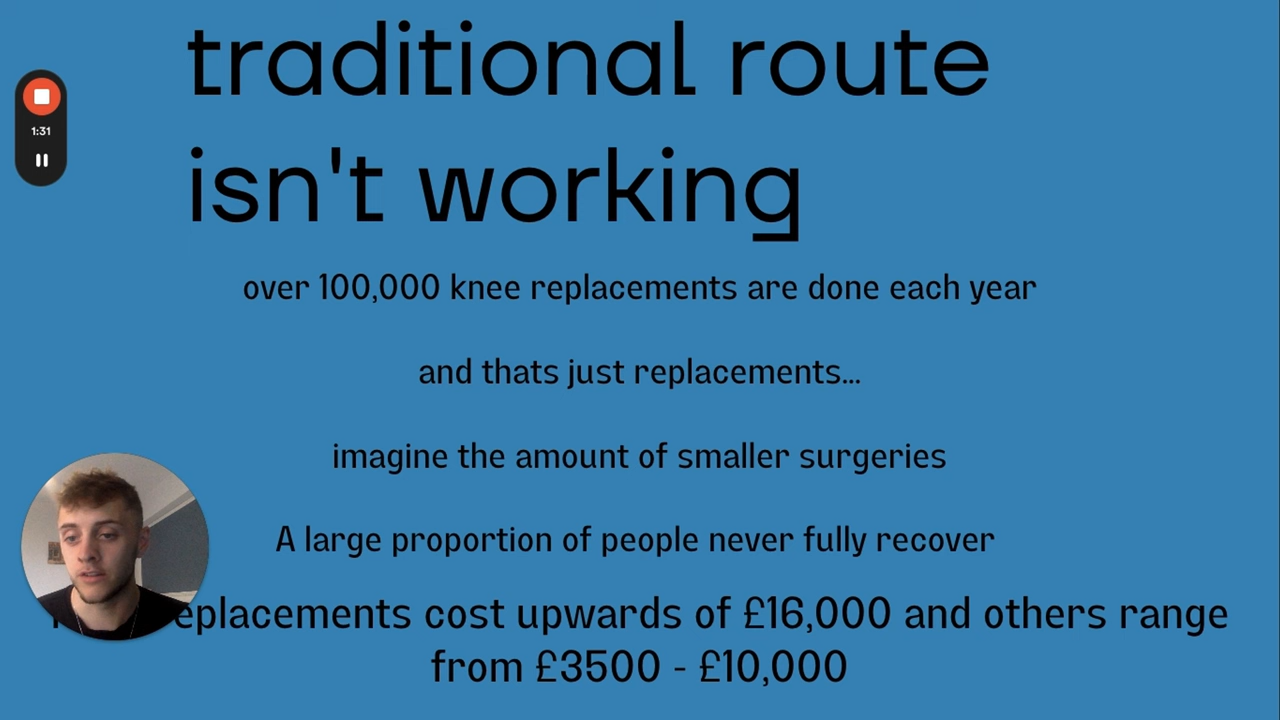 traditional route
isn't working
1:31
over 100,000 knee replacements are done each year
and thats just replacements...
imagine the amount of smaller surgeries
A large proportion of people never fully recover
eplacements cost upwards of £16,000 and others range
from £3500 - £10,000